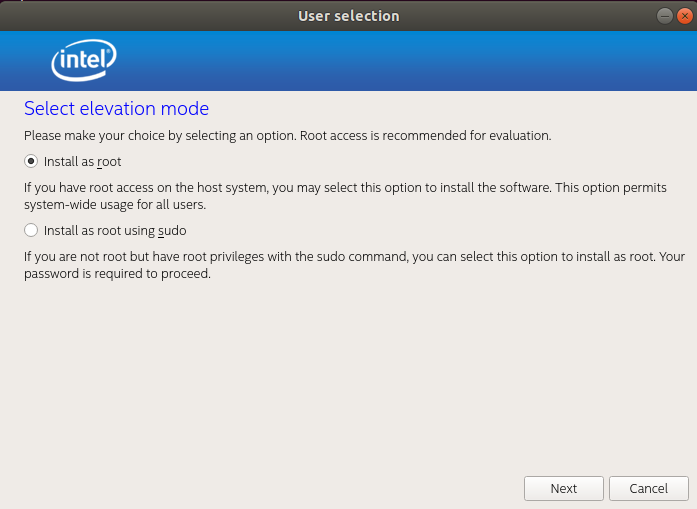 User selection
intel
Select elevation mode
Please make your choice by selecting an option. Root access is recommended for evaluation.
Install as root
If you have root access on the host system, you may select this option to install the software. This option permits
system-wide usage for all users.
Install as root using sudo
If you are not root but have root privileges with the sudo command, you can select this option to install as root. Your
password is required to proceed.
Next
Cancel